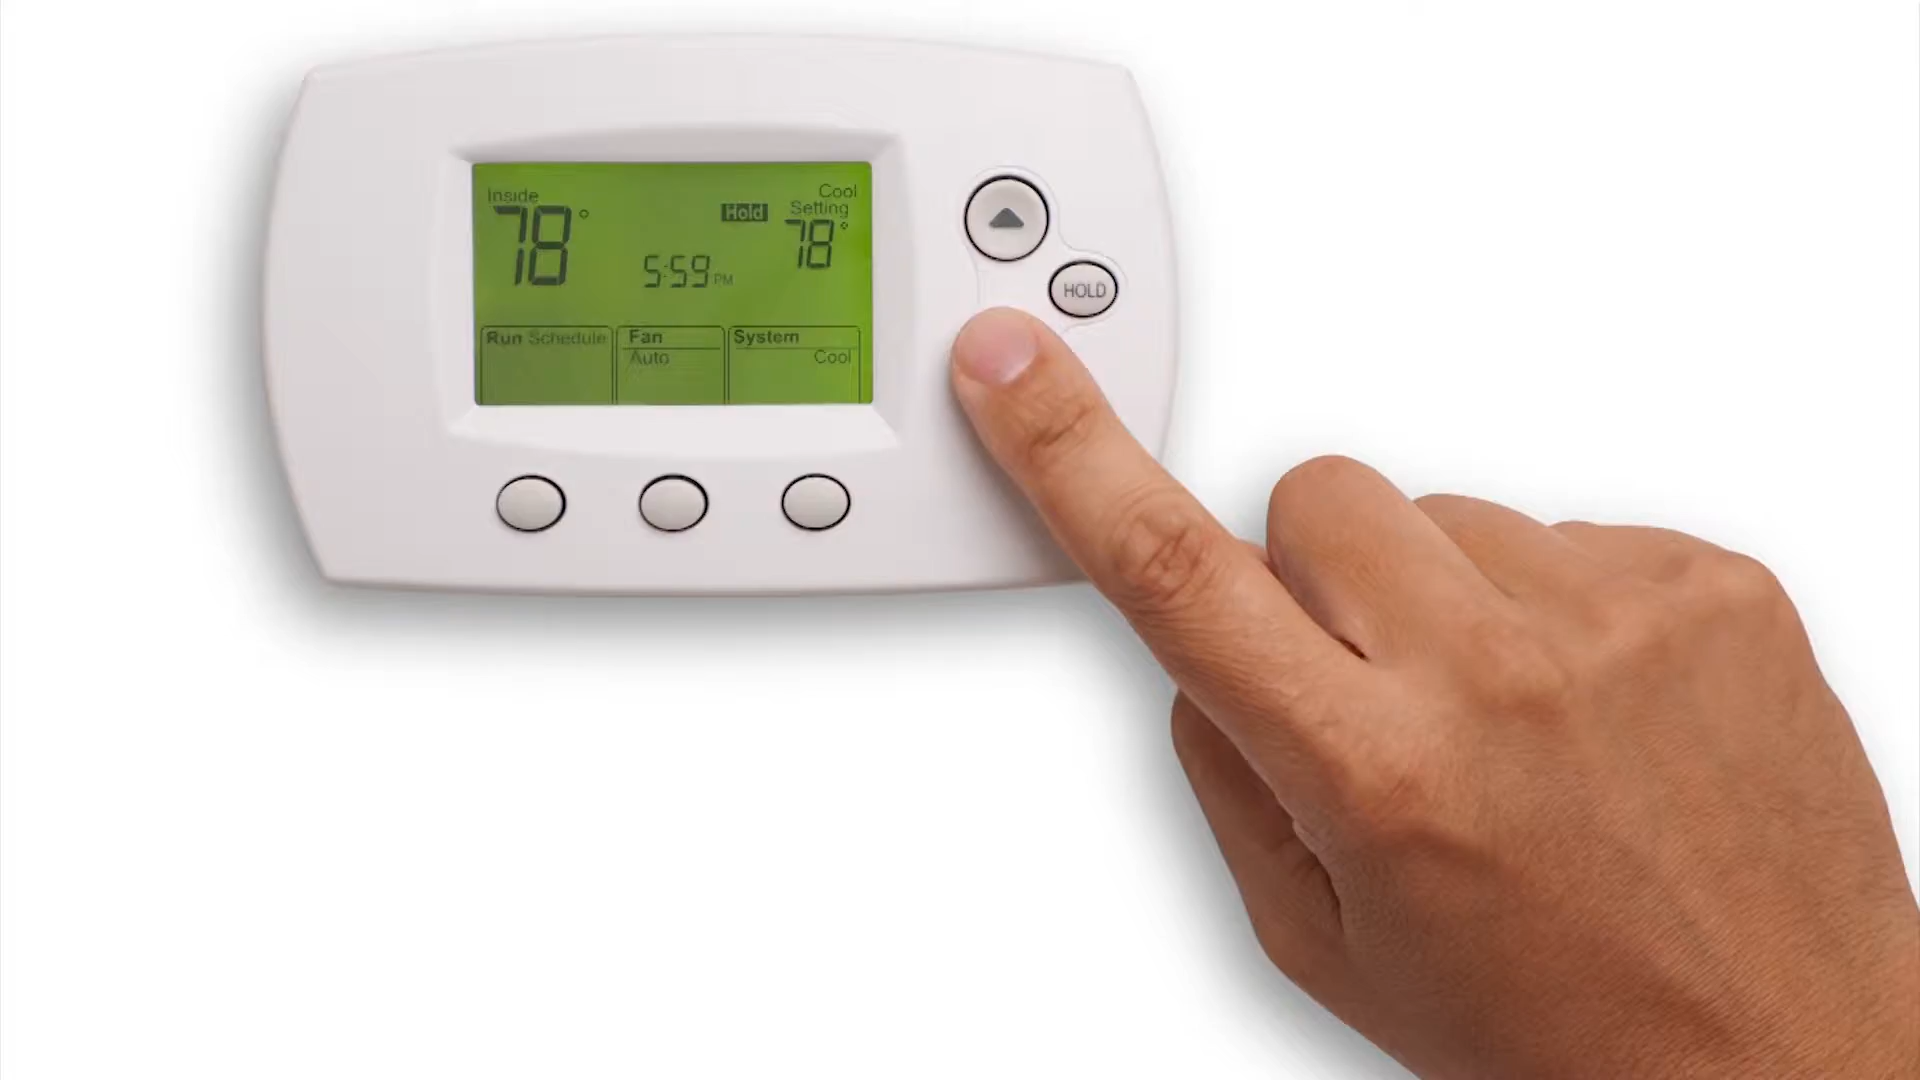 Inside
78°
Hold
Cool
Setting
78°
5:59 PM
Run Schedule
Fan
Auto
System
Cool
HOLD